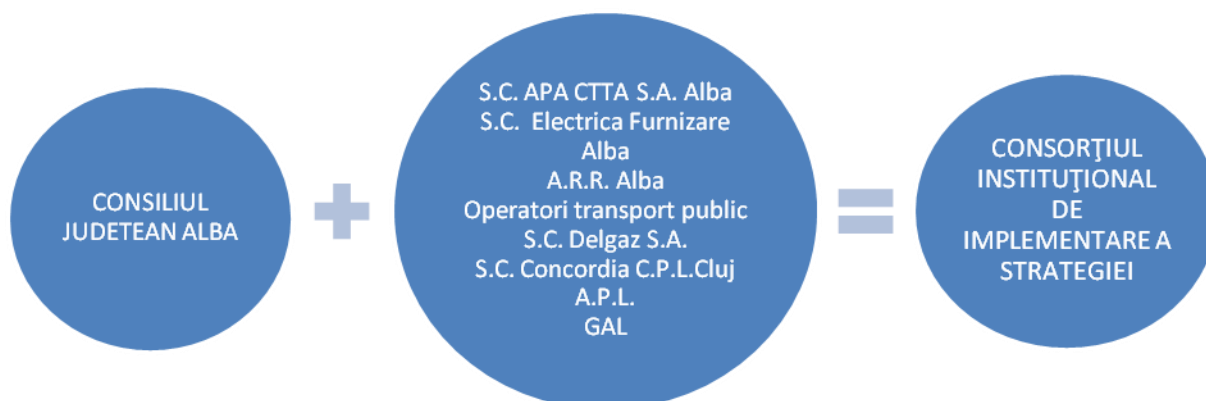 CONSILIUL
JUDETEAN ALBA
S.C. APA CTTA S.A. Alba
S.C. Electrica Furnizare
Alba
A.R.R. Alba
Operatori transport public
S.C. Delgaz S.A.
S.C. Concordia C.P.L.Cluj
A.P.L.
GAL
CONSORŢIUL
INSTITUŢIONAL
DE
IMPLEMENTARE A
STRATEGIEI